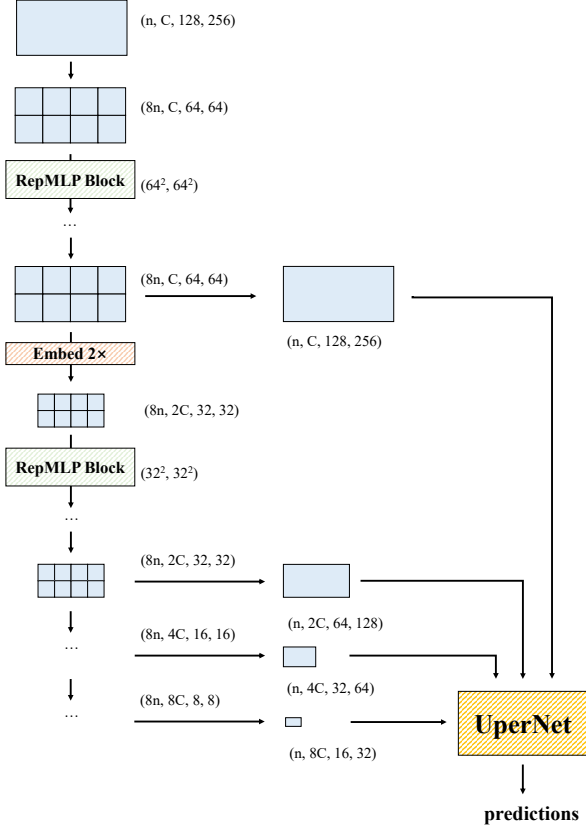 (n, C, 128, 256)
(8n, C, 64, 64)
RepMLP Block
(64², 64²)
...
(8n, C, 64, 64)
(n, C, 128, 256)
Embed 2×
(8n, 2C, 32, 32)
RepMLP Block
(32², 32²)
...
(8n, 2C, 32, 32)
(n, 2C, 64, 128)
...
(8n, 4C, 16, 16)
(n, 4C, 32, 64)
...
(8n, 8C, 8, 8)
(n, 8C, 16, 32)
UperNet
predictions